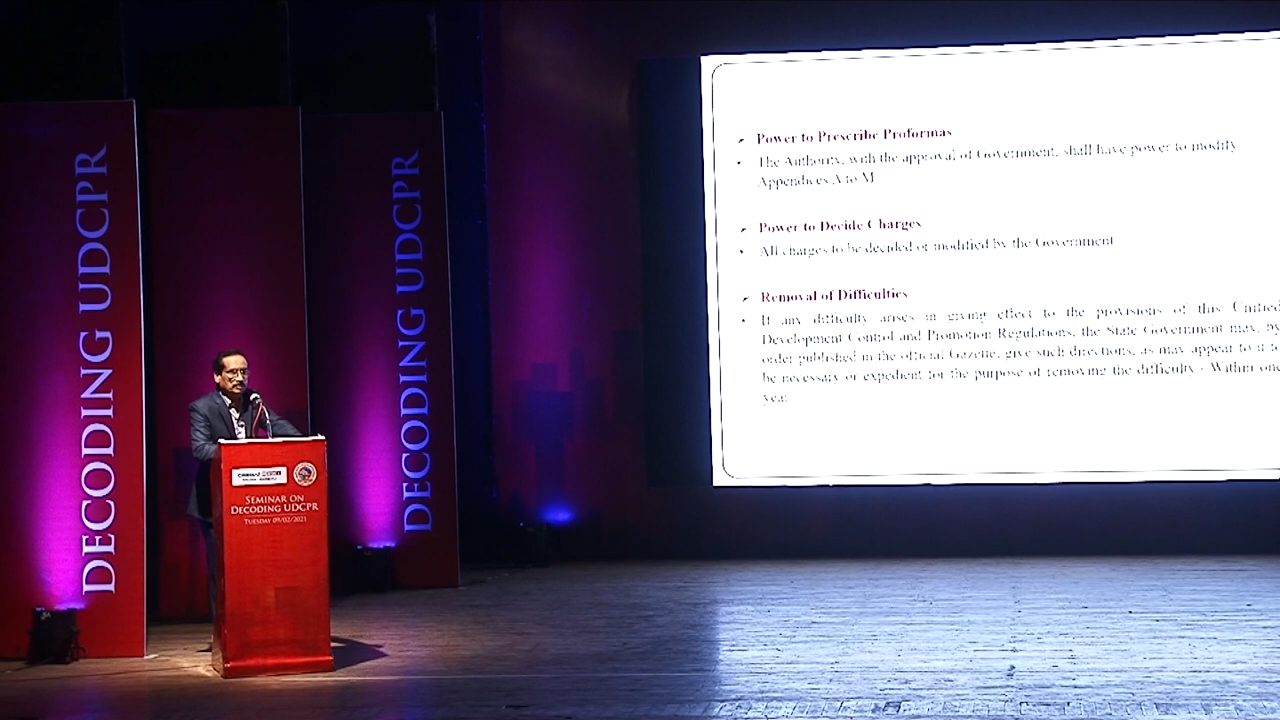 DECODING UDCPR
DECODING UDCPR
SEMINAR ON
DECODING UDCPR
TUESDAY 09/02/2021
Power to Prescribe Proformas
The Authority, with the approval of Government, shall have power to modify
Appendices A to M
Power to Decide Charges
All charges to be decided or modified by the Government
Removal of Difficulties
If any difficulty arises in giving effect to the provisions of this Unified
Development Control and Promotion Regulations, the State Government may, by
order published in the official Gazette, give such directions, as may appear to it to
be necessary or expedient for the purpose of removing the difficulty - Within one
year